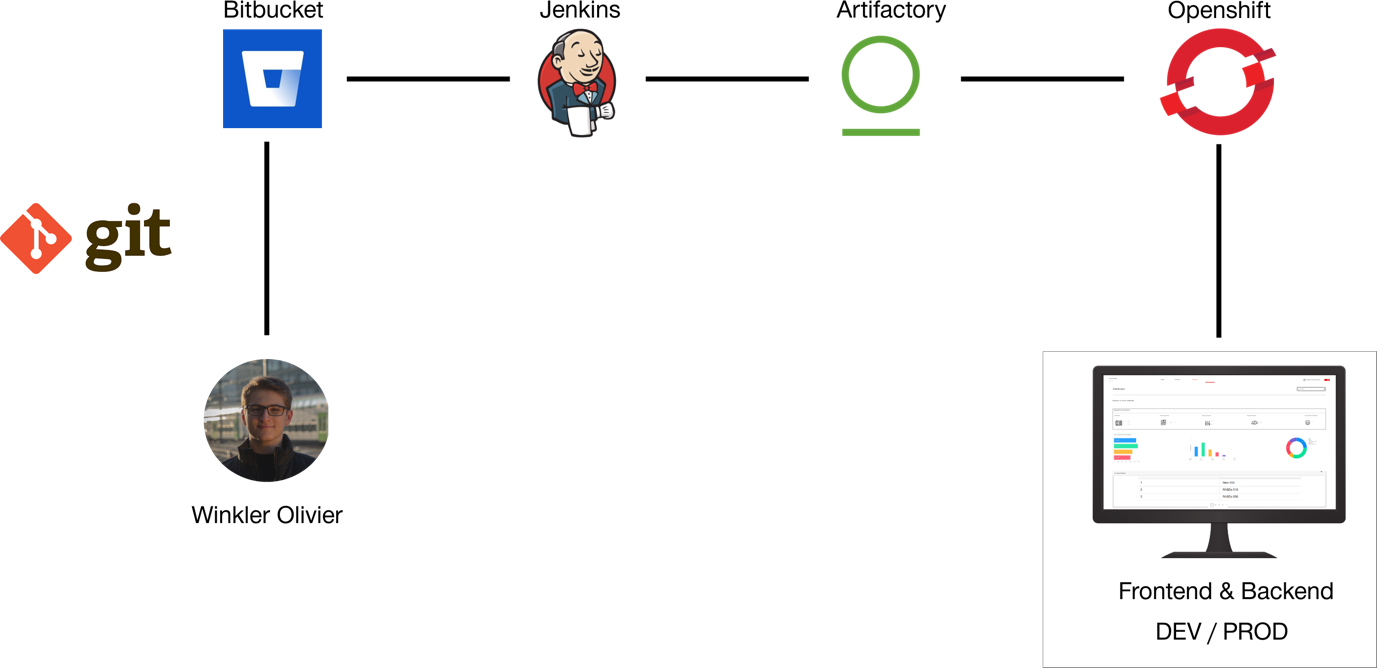 Bitbucket
Jenkins
Artifactory
Openshift
git
Winkler Olivier
Frontend & Backend
DEV / PROD